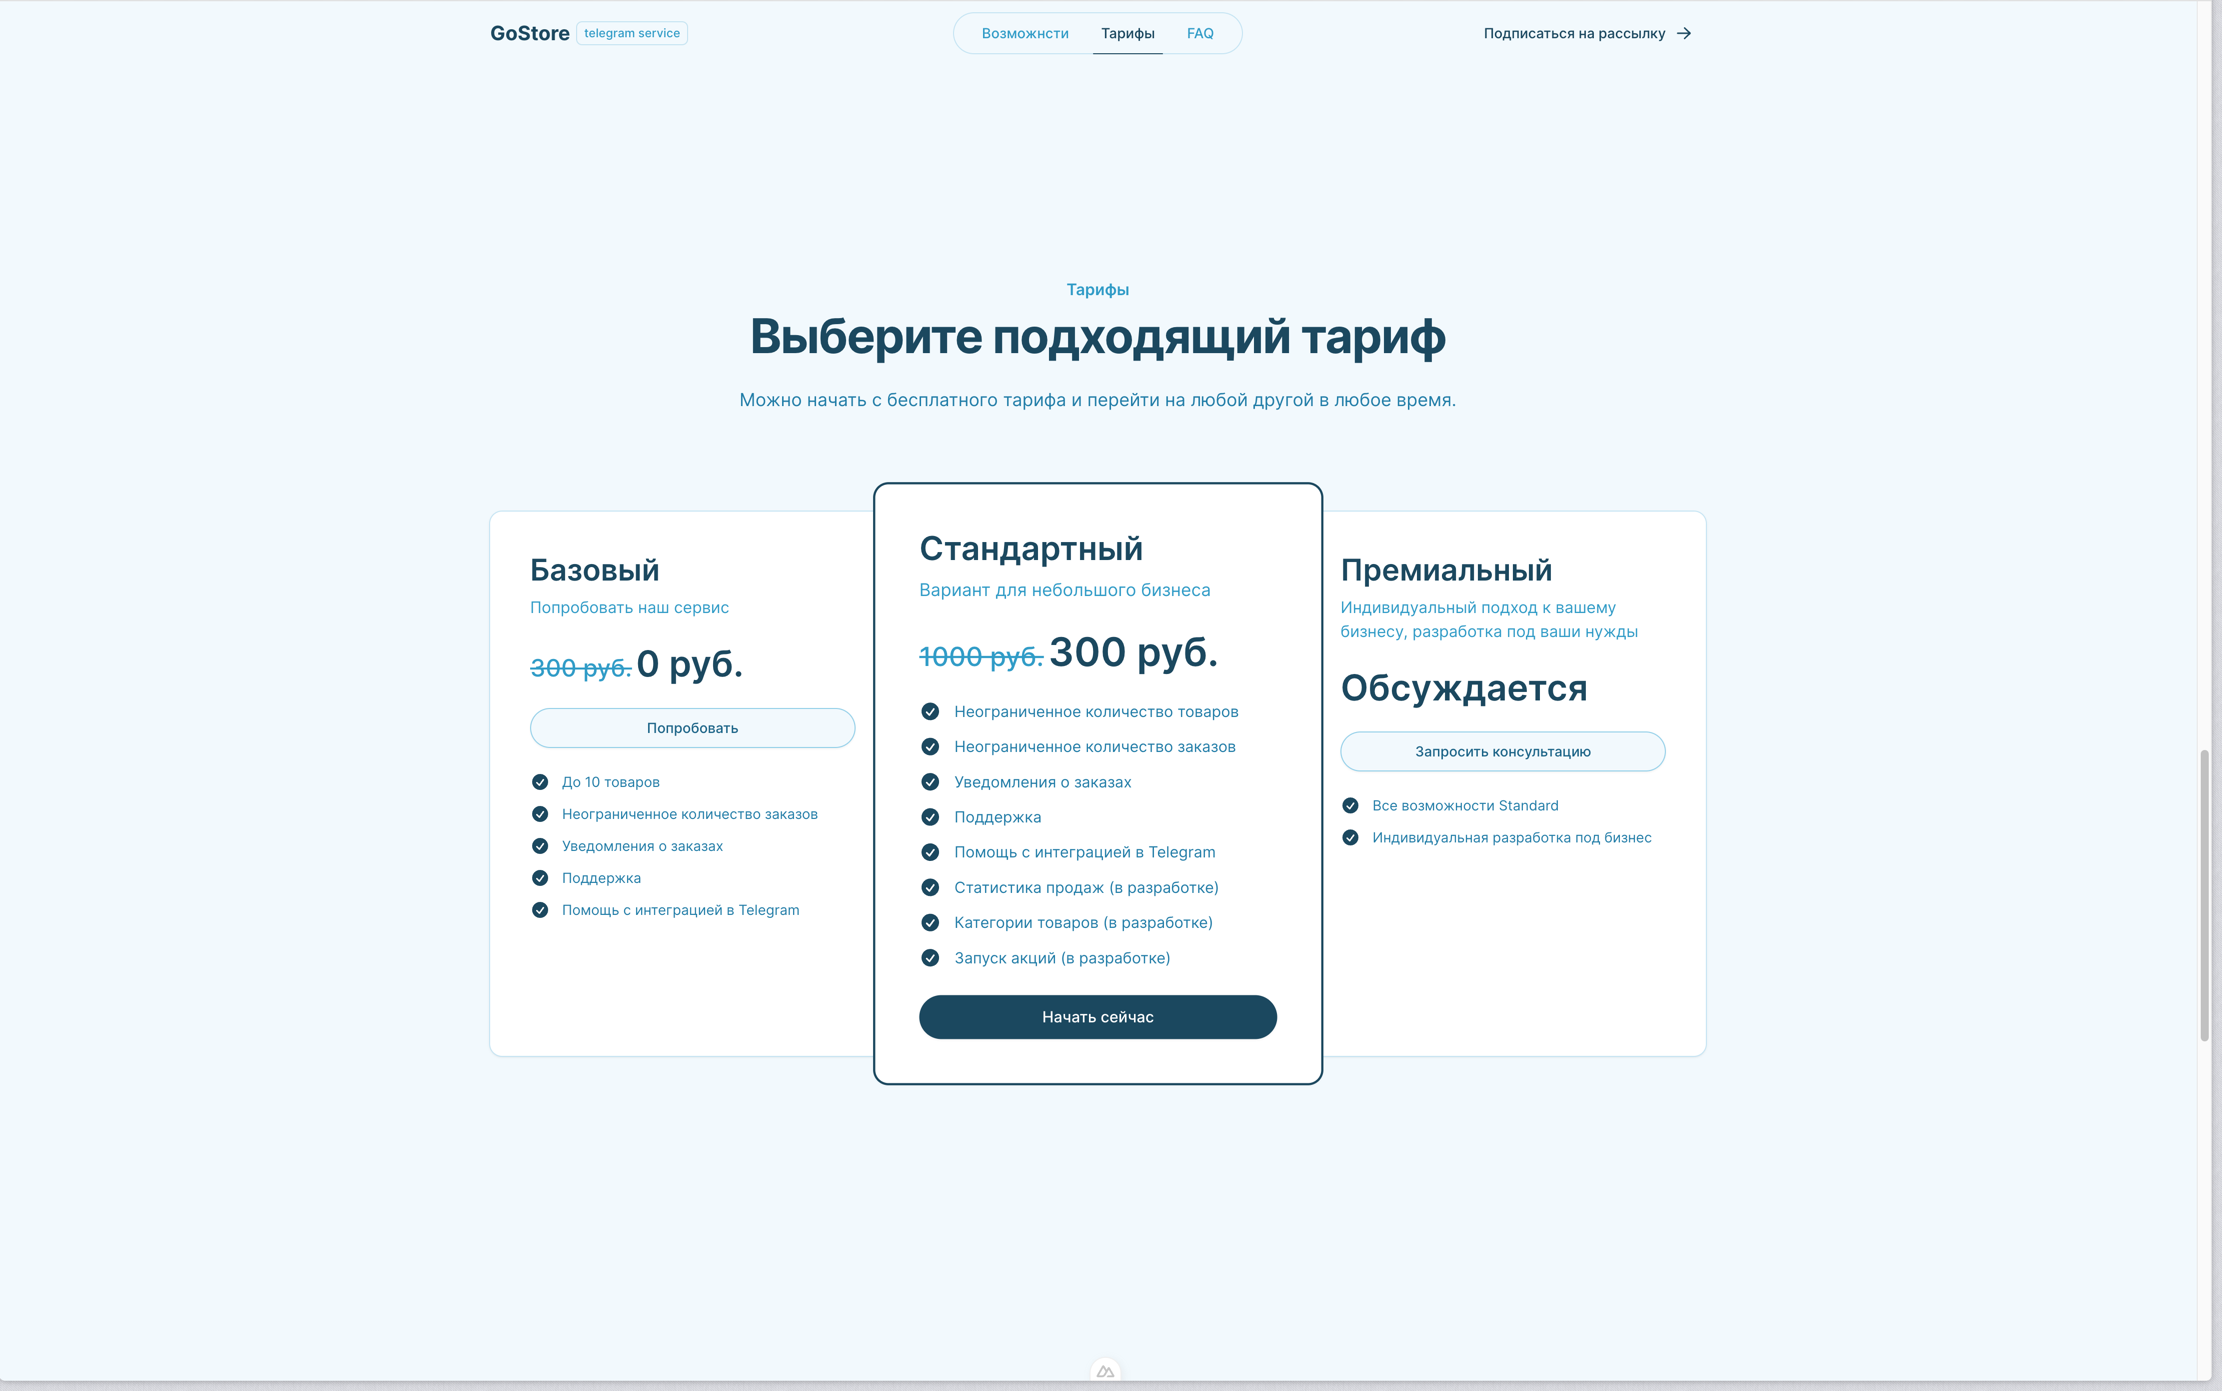 GoStore telegram service
Возможнсти Тарифы FAQ
Подписаться на рассылку
Тарифы
Выберите подходящий тариф
Можно начать с бесплатного тарифа и перейти на любой другой в любое время.
Базовый
Попробовать наш сервис
300 руб. 0 руб.
Попробовать
До 10 товаров
Неограниченное количество заказов
Уведомления о заказах
Поддержка
Помощь с интеграцией в Telegram
Стандартный
Вариант для небольшого бизнеса
1000 руб. 300 руб.
Неограниченное количество товаров
Неограниченное количество заказов
Уведомления о заказах
Поддержка
Помощь с интеграцией в Telegram
Статистика продаж (в разработке)
Категории товаров (в разработке)
Запуск акций (в разработке)
Начать сейчас
Премиальный
Индивидуальный подход к вашему
бизнесу, разработка под ваши нужды
Обсуждается
Запросить консультацию
Все возможности Standard
Индивидуальная разработка под бизнес